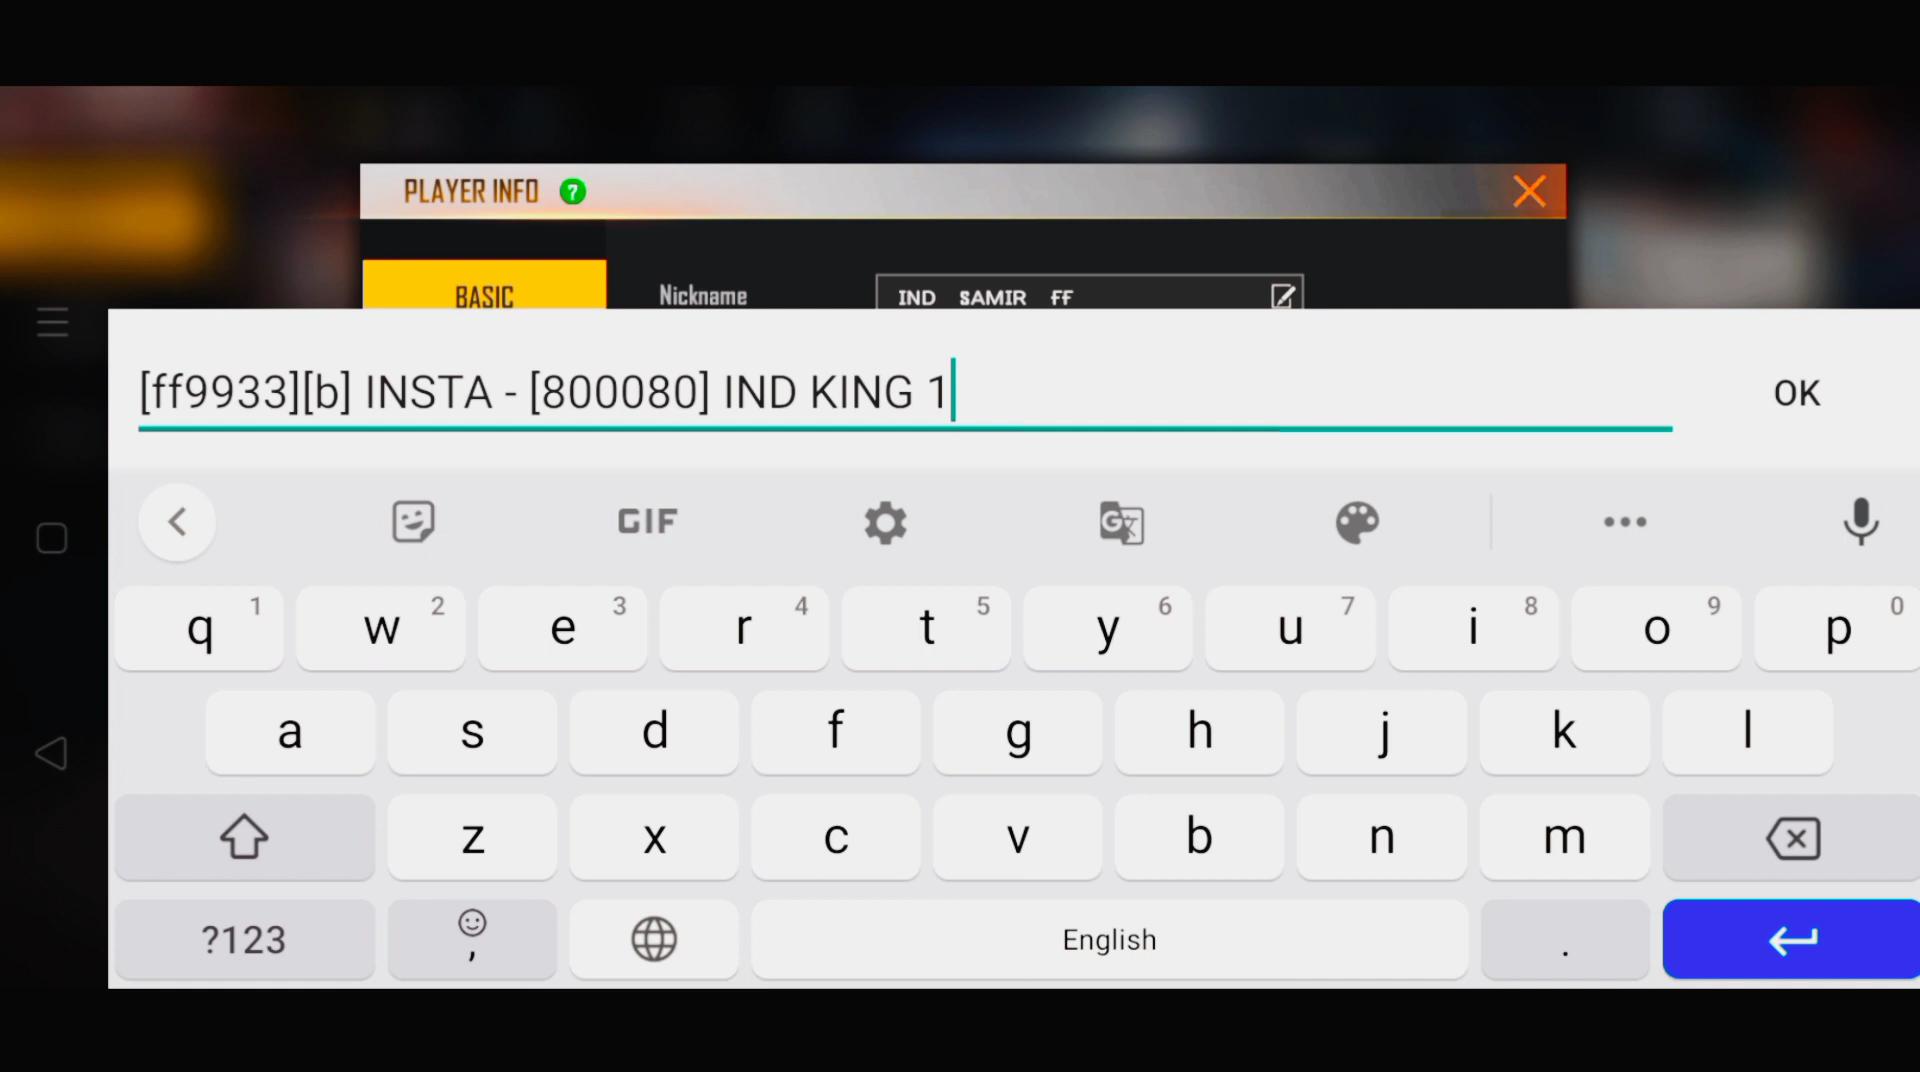 PLAYER INFO ?
BASIC
Nickname
IND SAMIR FF
[ff9933][b] INSTA - [800080] IND KING 1
OK
GIF
G
q 1 w 2 e 3 r 4 t 5 y 6 u 7 i 8 o 9 p 0
a s d f g h j k l
z x c v b n m
?123 , English .